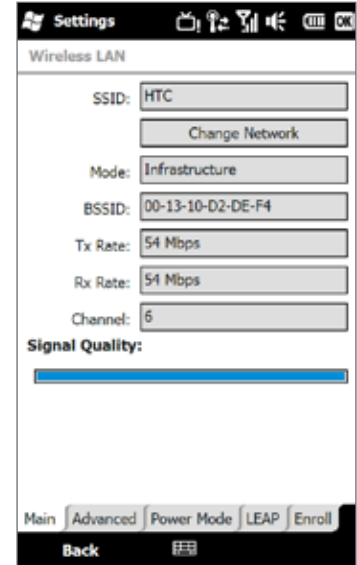 Settings
OK
Wireless LAN
SSID: HTC
Change Network
Mode: Infrastructure
BSSID: 00-13-10-D2-DE-F4
Tx Rate: 54 Mbps
Rx Rate: 54 Mbps
Channel: 6
Signal Quality:
Main Advanced Power Mode LEAP Enroll
Back